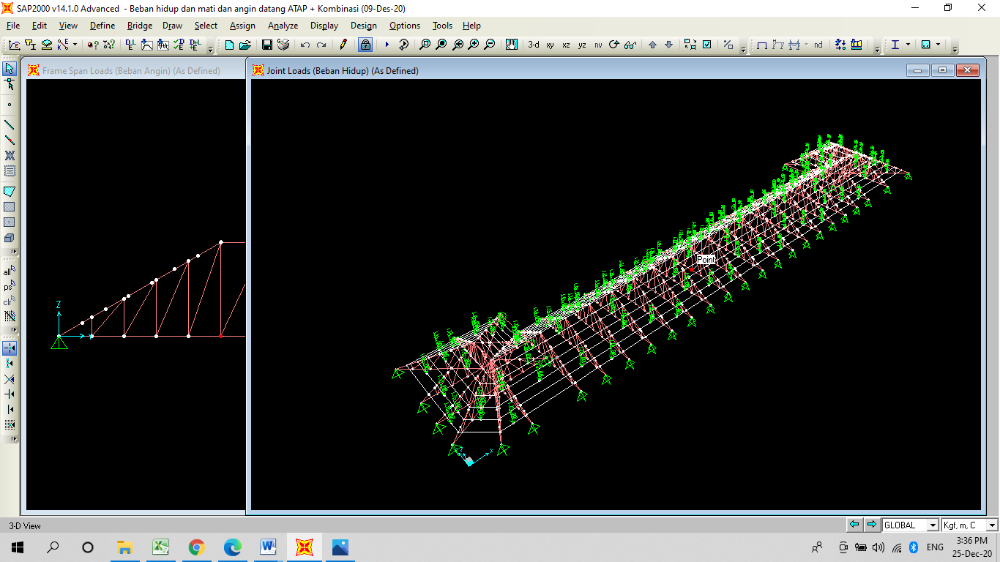 SAP2000 v14.1.0 Advanced - Beban hidup dan mati dan angin datang ATAP + Kombinasi (09-Des-20)
File Edit View Define Bridge Draw Select Assign Analyze Display Design Options Tools Help
3-d xy xz yz nv nd
Frame Span Loads (Beban Angin) (As Defined)
Joint Loads (Beban Hidup) (As Defined)
all
ps
clr
Point
Z
X
3-D View
GLOBAL
Kgf, m, C
ENG
3:36 PM
25-Dec-20